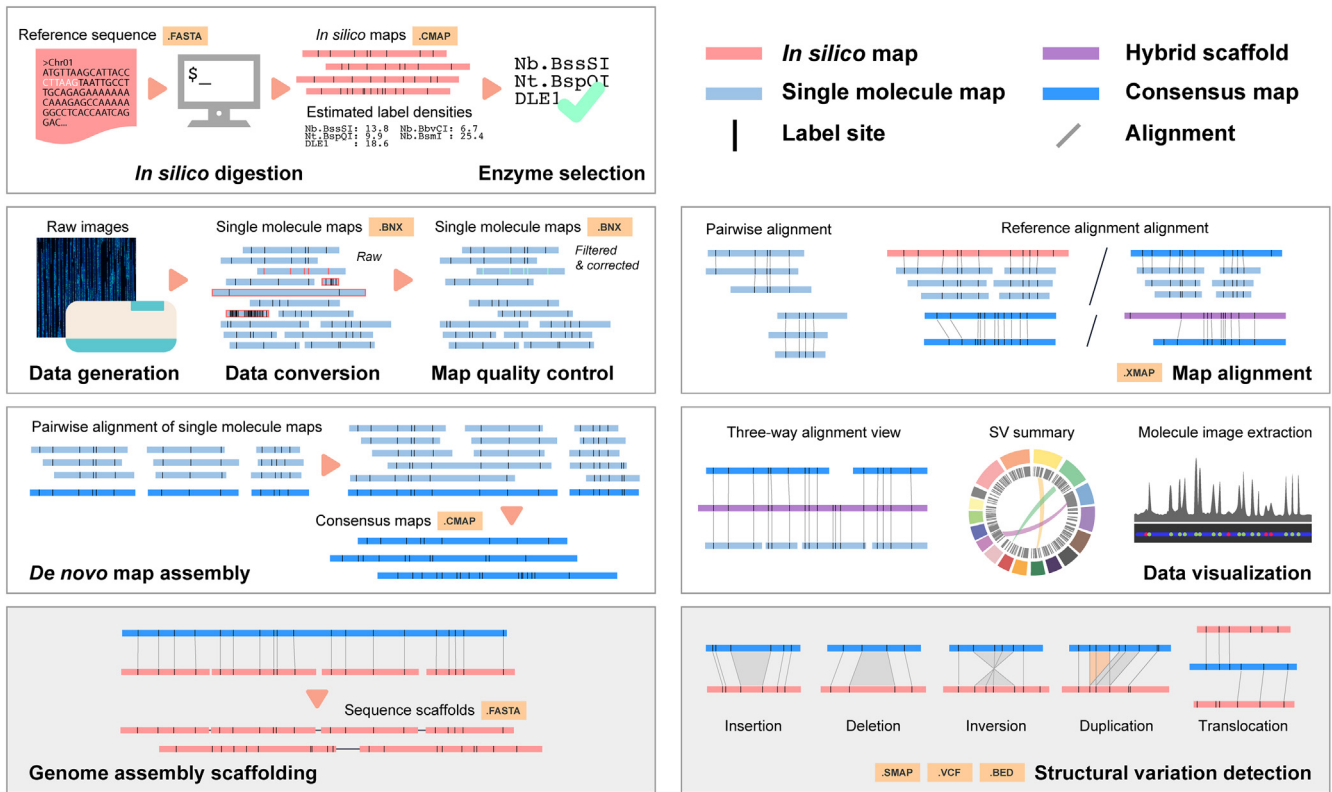 Reference sequence .FASTA
>Chr01
ATGTTAAGCATTACC
CTTAAGTAATTGCCT
TGCAGAGAAAAAAA
CAAAGAGCCAAAAA
GGCCTCACCAATCAG
GAC...
$_
In silico maps .CMAP
Estimated label densities
Nb.BssSI: 13.8 Nb.BbvCI: 6.7
Nt.BspQI: 9.9 Nb.BsmI : 25.4
DLE1 : 18.6
Nb.BssSI
Nt.BspQI
DLE1
In silico digestion
Enzyme selection
In silico map
Hybrid scaffold
Single molecule map
Consensus map
Label site
Alignment
Raw images
Single molecule maps .BNX
Raw
Single molecule maps .BNX
Filtered
& corrected
Data generation
Data conversion
Map quality control
Pairwise alignment
Reference alignment alignment
.XMAP Map alignment
Pairwise alignment of single molecule maps
Consensus maps .CMAP
De novo map assembly
Three-way alignment view
SV summary
Molecule image extraction
Data visualization
Sequence scaffolds .FASTA
Genome assembly scaffolding
Insertion
Deletion
Inversion
Duplication
Translocation
.SMAP .VCF .BED Structural variation detection